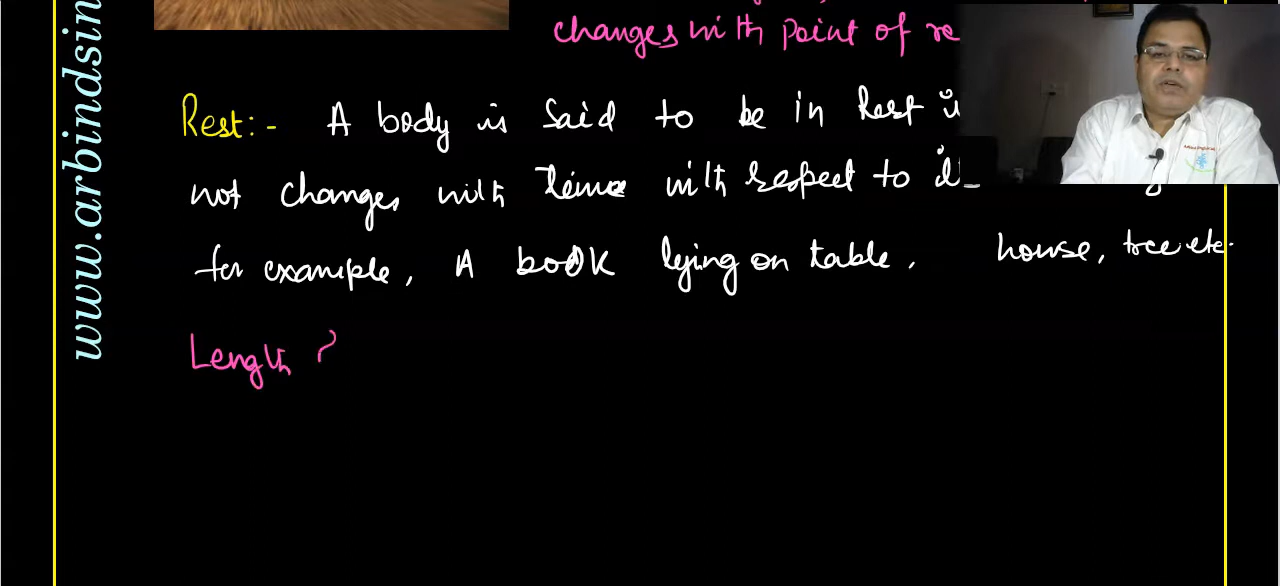 changes with point of re
Rest:- A body is said to be in Rest i
not changes with time with respect to it
for example, A book lying on table, house, tree etc.
Length
www.arbindsin